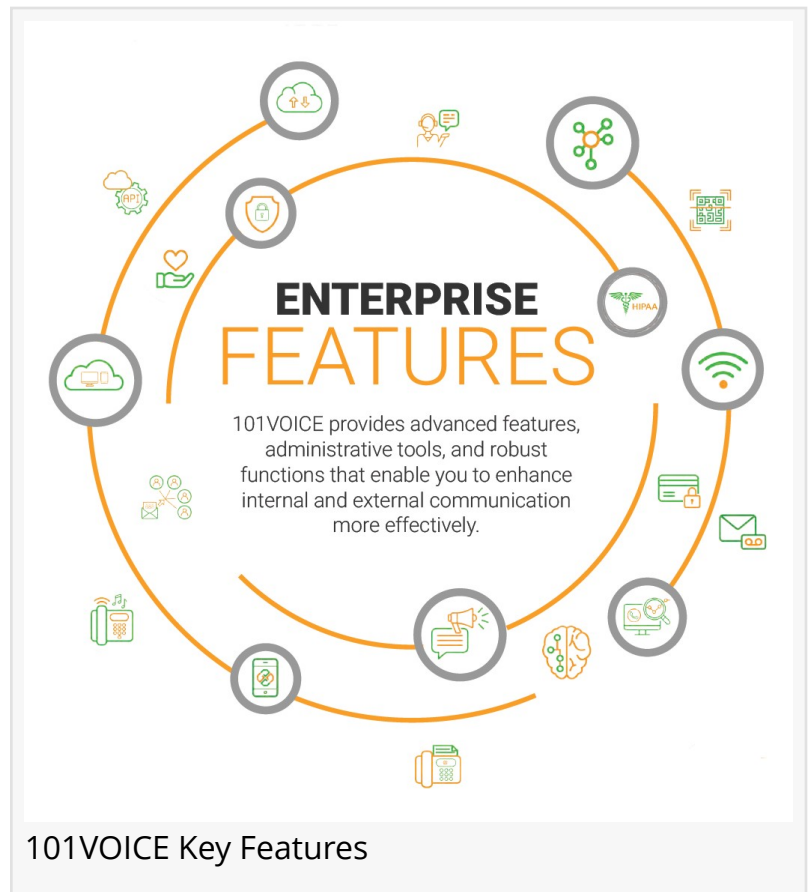 API
HIPAA
ENTERPRISE
FEATURES
101VOICE provides advanced features,
administrative tools, and robust
functions that enable you to enhance
internal and external communication
more effectively.
101VOICE Key Features